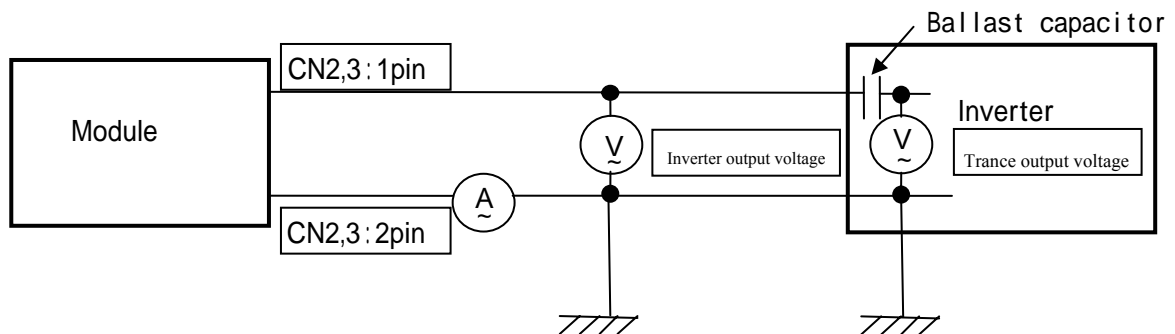 Ballast capacitor
CN2,3:1pin
Module
Inverter
V
~
Inverter output voltage
V
~
Trance output voltage
A
~
CN2,3:2pin